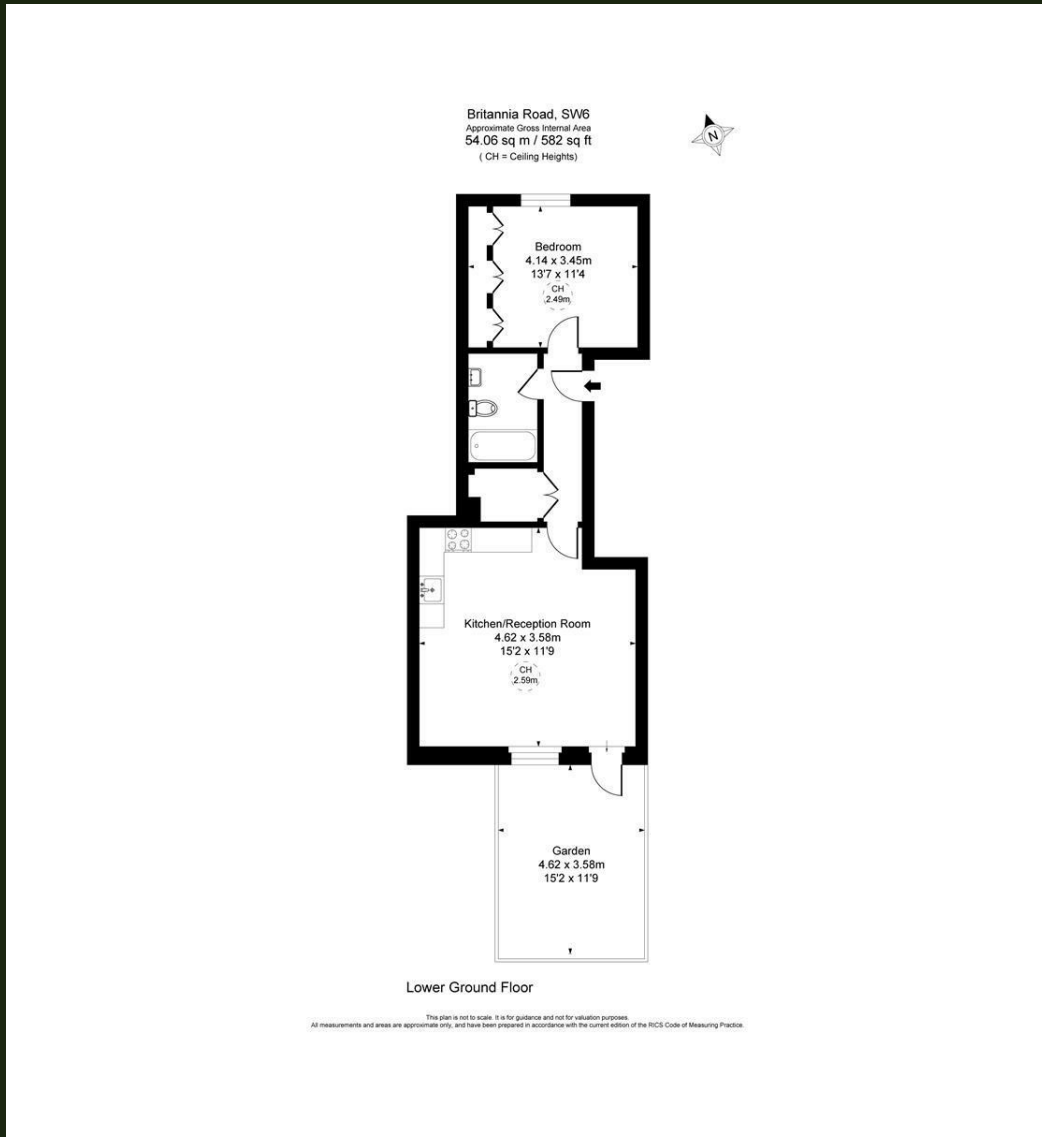 Britannia Road, SW6
Approximate Gross Internal Area
54.06 sq m / 582 sq ft
( CH = Ceiling Heights)
N
Bedroom
4.14 x 3.45m
13'7 x 11'4
CH
2.49m
Kitchen/Reception Room
4.62 x 3.58m
15'2 x 11'9
CH
2.59m
Garden
4.62 x 3.58m
15'2 x 11'9
Lower Ground Floor
This plan is not to scale. It is for guidance and not for valuation purposes.
All measurements and areas are approximate only, and have been prepared in accordance with the current edition of the RICS Code of Measuring Practice.